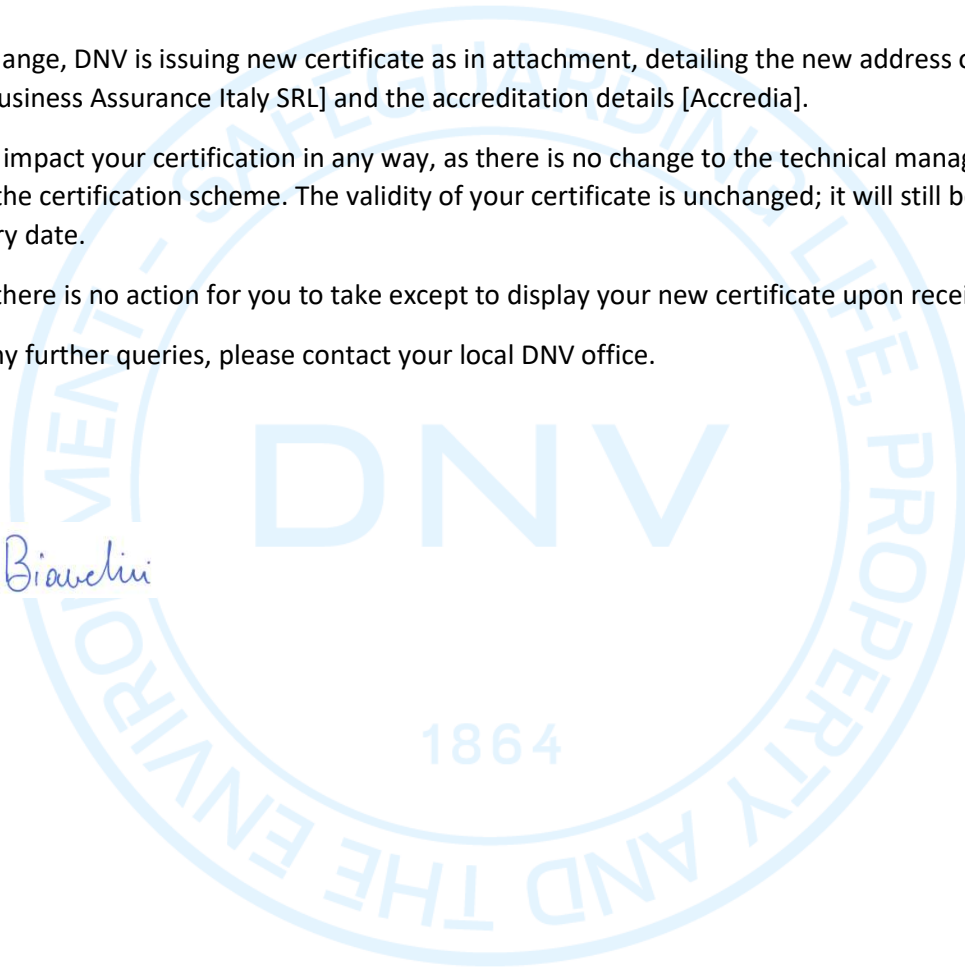 ange, DNV is issuing new certificate as in attachment, detailing the new address o
usiness Assurance Italy SRL] and the accreditation details [Accredia].
impact your certification in any way, as there is no change to the technical manag
the certification scheme. The validity of your certificate is unchanged; it will still b
ry date.
there is no action for you to take except to display your new certificate upon recei
ny further queries, please contact your local DNV office.
SAFEGUARDING LIFE, PROPERTY AND THE ENVIRONMENT -
DNV
Biavelini
1864